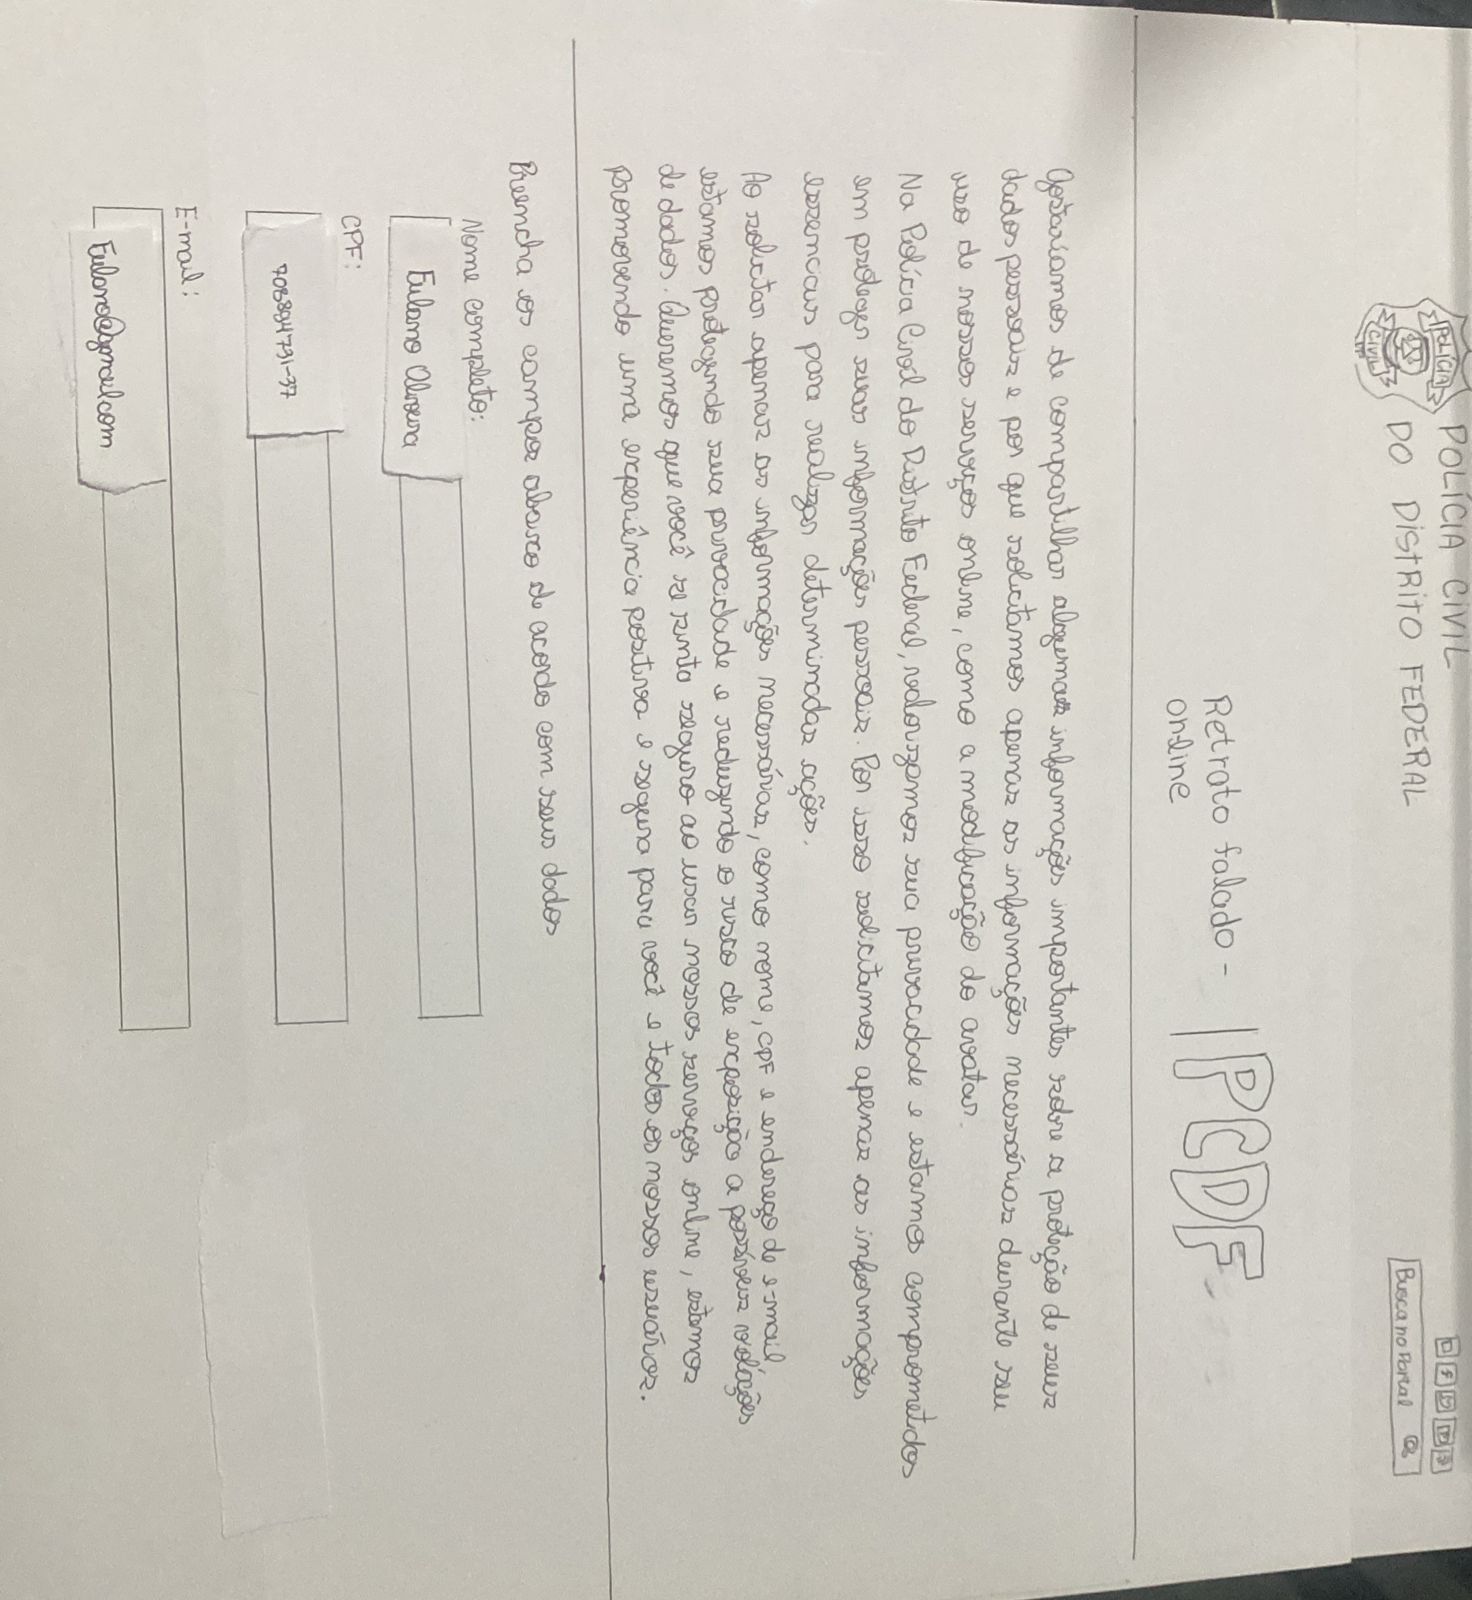 POLÍCIA CIVIL
DO DISTRITO FEDERAL
POLÍCIA
CIVIL
Busca no Portal
Retrato falado -
online
PCDF
Gostaríamos de compartilhar algumas informações importantes sobre a proteção de seus
dados pessoais e por que solicitamos apenas as informações necessárias durante seu
uso de nossos serviços online, como a modificação do avatar.
Na Polícia Civil do Distrito Federal, valorizamos sua privacidade e estamos comprometidos
em proteger suas informações pessoais. Por isso solicitamos apenas as informações
essenciais para realizar determinadas ações.
Ao solicitar apenas as informações necessárias, como nome, CPF e endereço de e-mail,
estamos protegendo sua privacidade e reduzindo o risco de exposição a possíveis violações
de dados. Queremos que você se sinta seguro ao usar nossos serviços online, estamos
promovendo uma experiência positiva e segura para você e todos os nossos usuários.
Preencha os campos abaixo de acordo com seus dados
Nome completo:
Fulano Oliveira
CPF:
708894731-37
E-mail:
Fulano@gmail.com